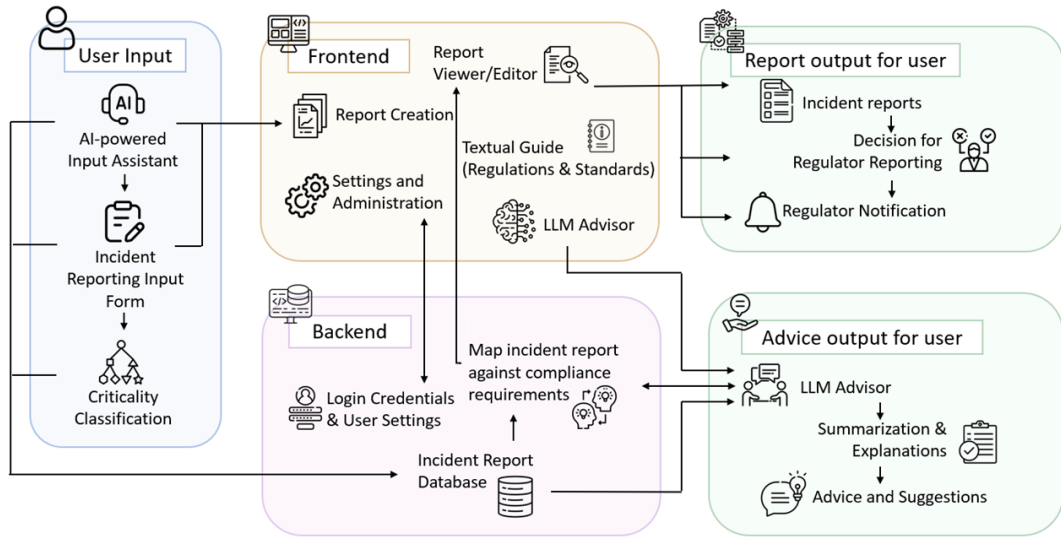 User Input
AI
AI-powered
Input Assistant
Incident
Reporting Input
Form
Criticality
Classification
Frontend
Report
Viewer/Editor
Report Creation
Textual Guide
(Regulations & Standards)
Settings and
Administration
LLM Advisor
Backend
Map incident report
against compliance
requirements
Login Credentials
& User Settings
Incident Report
Database
Report output for user
Incident reports
Decision for
Regulator Reporting
Regulator Notification
Advice output for user
LLM Advisor
Summarization &
Explanations
Advice and Suggestions